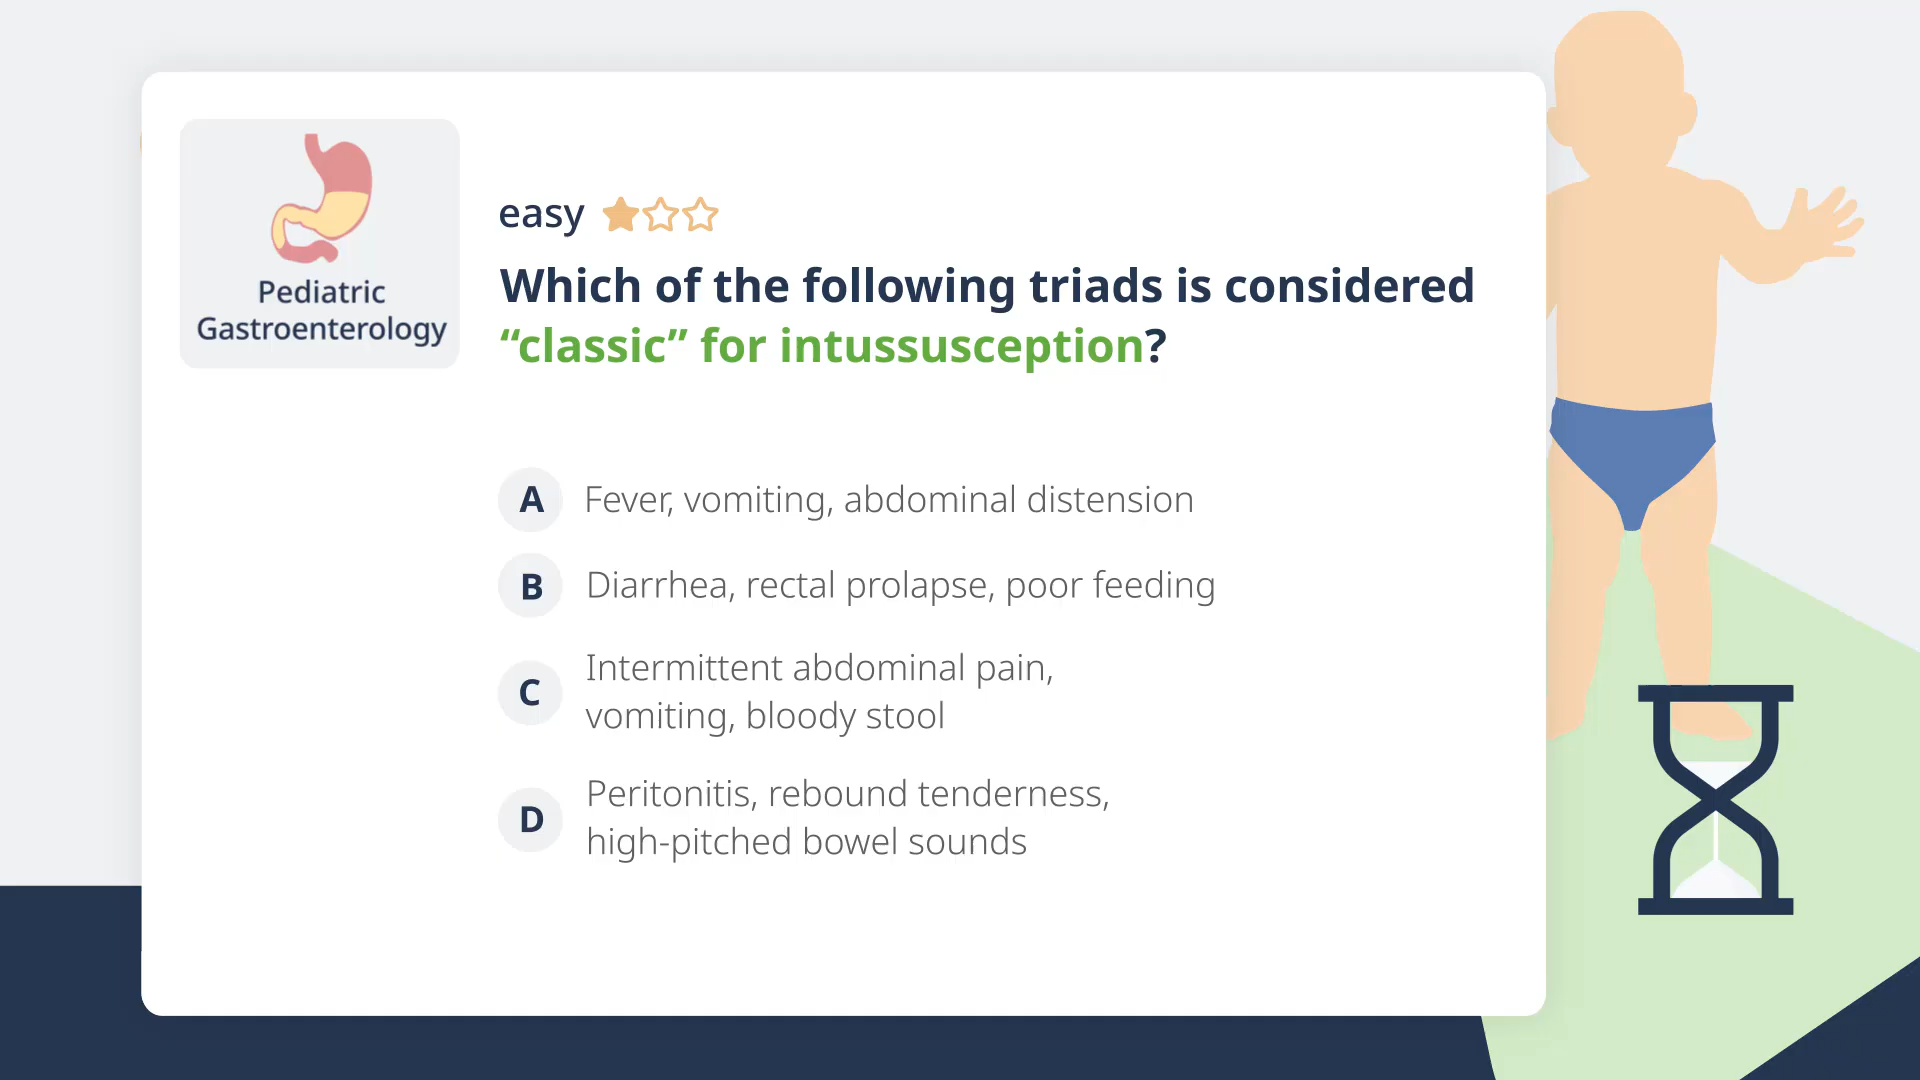 Pediatric
Gastroenterology
easy
Which of the following triads is considered
“classic” for intussusception?
A Fever, vomiting, abdominal distension
B Diarrhea, rectal prolapse, poor feeding
C Intermittent abdominal pain,
vomiting, bloody stool
D Peritonitis, rebound tenderness,
high-pitched bowel sounds